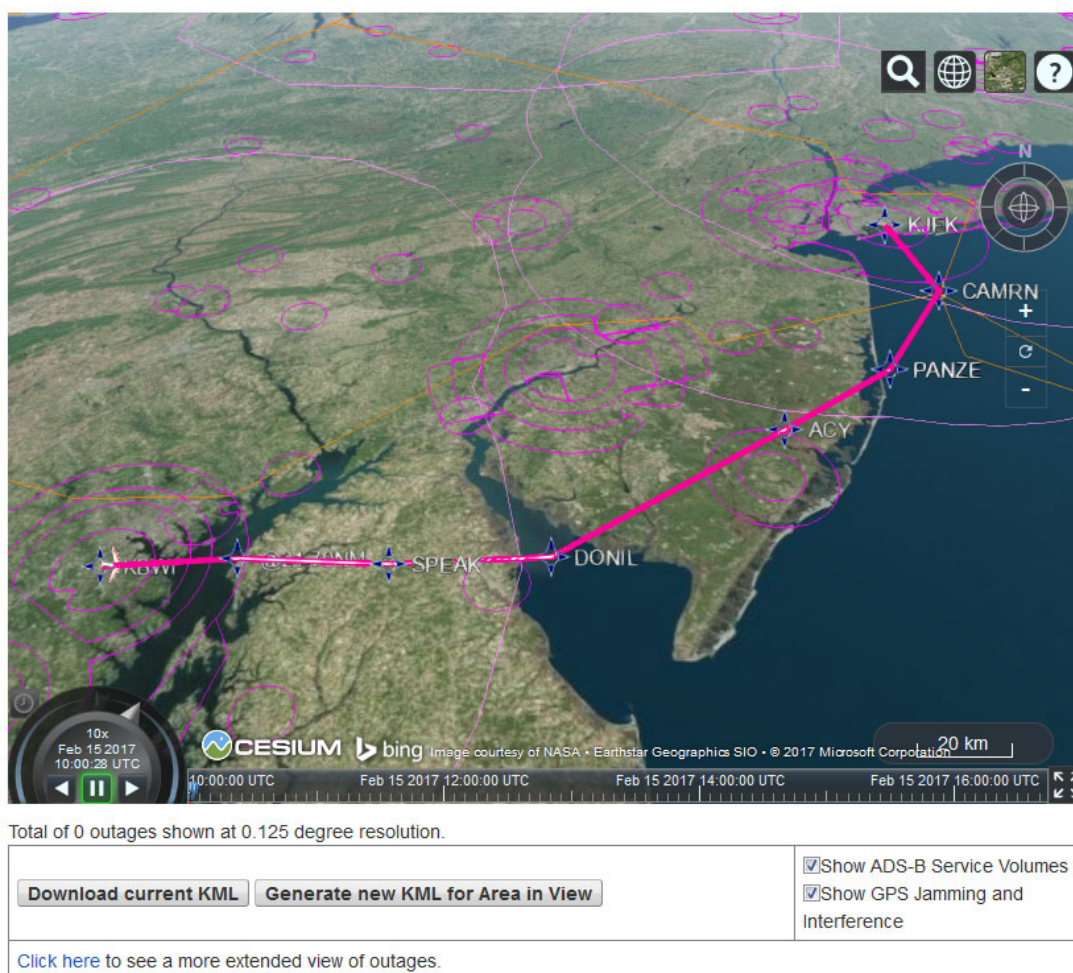 N
KJFK
CAMRN
+
PANZE
-
ACY
KBWI
SPEAK
DONIL
10x
Feb 15 2017
10:00:28 UTC
CESIUM bing Image courtesy of NASA • Earthstar Geographics SIO • © 2017 Microsoft Corporation
20 km
10:00:00 UTC Feb 15 2017 12:00:00 UTC Feb 15 2017 14:00:00 UTC Feb 15 2017 16:00:00 UTC
Total of 0 outages shown at 0.125 degree resolution.
Download current KML Generate new KML for Area in View
Show ADS-B Service Volumes
Show GPS Jamming and
Interference
Click here to see a more extended view of outages.